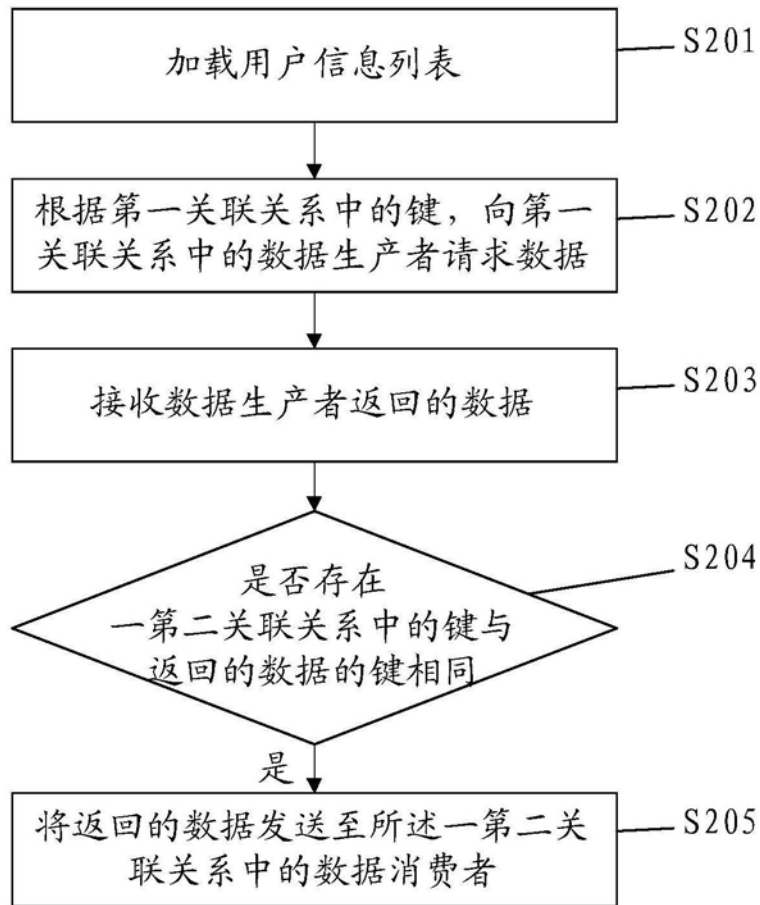 加载用户信息列表
S201
根据第一关联关系中的键，向第一
关联关系中的数据生产者请求数据
S202
接收数据生产者返回的数据
S203
是否存在
一第二关联关系中的键与
返回的数据的键相同
S204
是
将返回的数据发送至所述一第二关
联关系中的数据消费者
S205